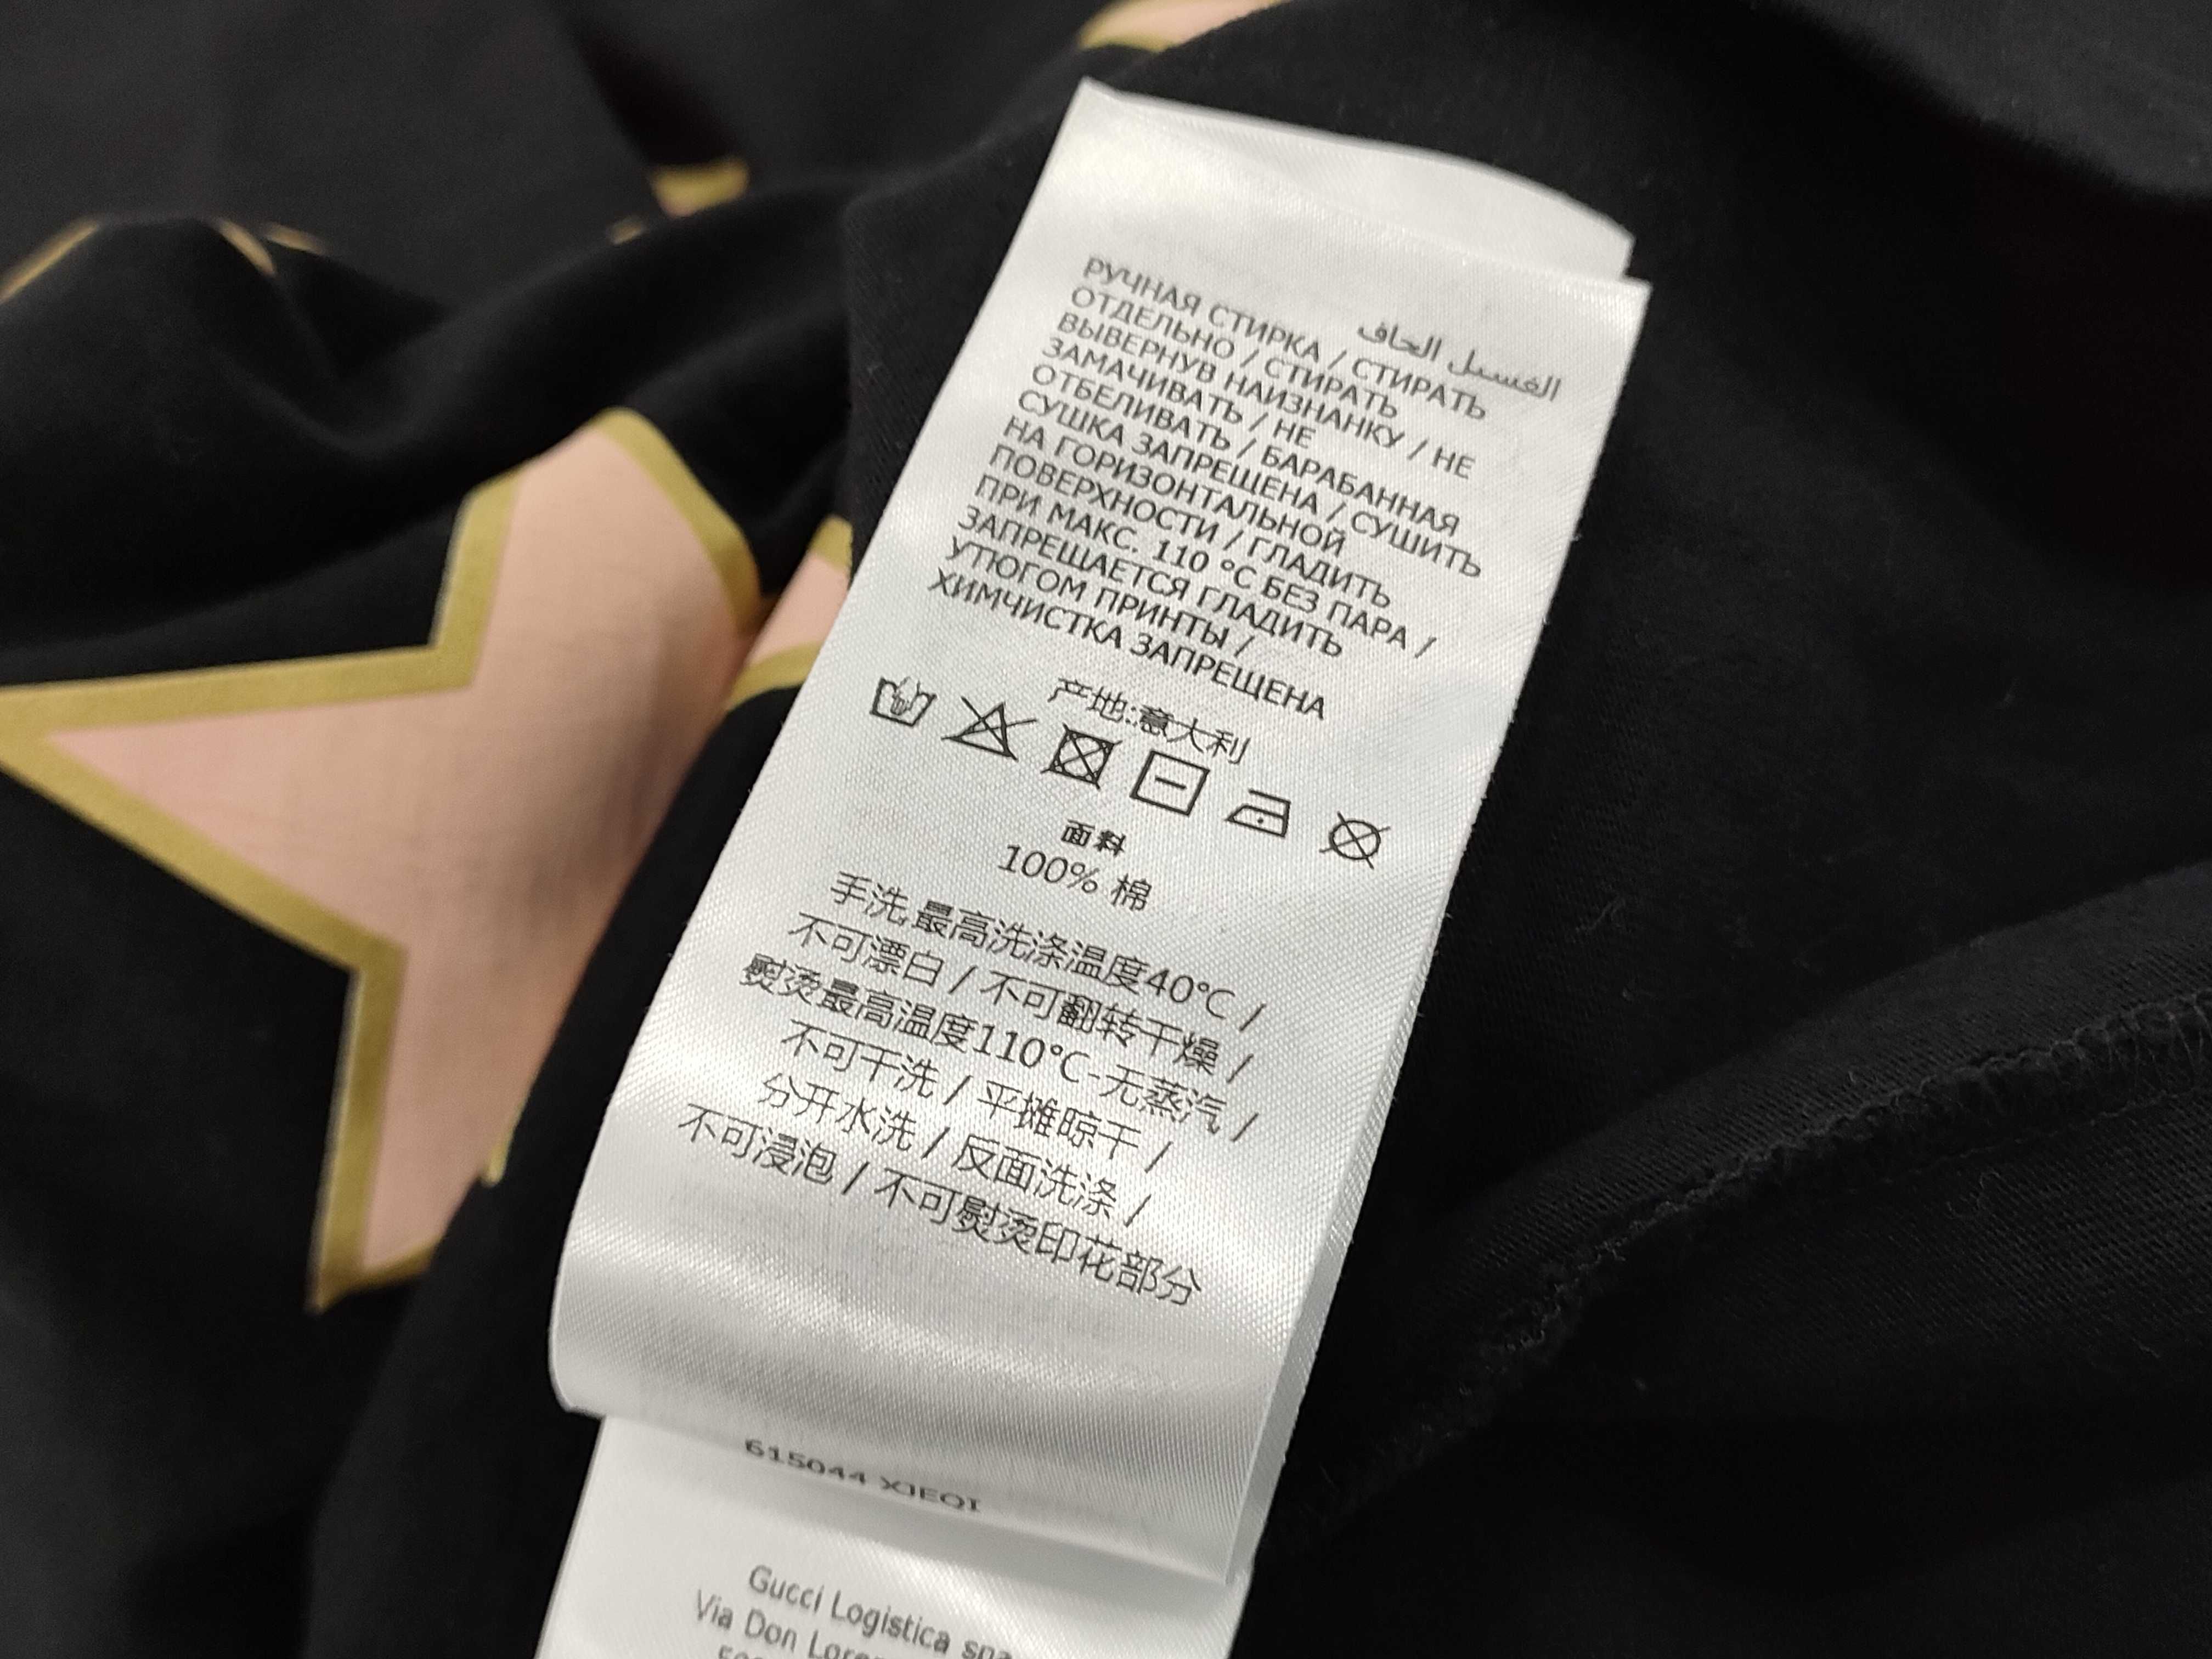 الغسيل الجاف
РУЧНАЯ СТИРКА / СТИРАТЬ
ОТДЕЛЬНО / СТИРАТЬ
ВЫВЕРНУВ НАИЗНАНКУ / НЕ
ЗАМАЧИВАТЬ / НЕ
ОТБЕЛИВАТЬ / БАРАБАННАЯ
СУШКА ЗАПРЕЩЕНА / СУШИТЬ
НА ГОРИЗОНТАЛЬНОЙ
ПОВЕРХНОСТИ / ГЛАДИТЬ
ПРИ МАКС. 110 °C БЕЗ ПАРА /
ЗАПРЕЩАЕТСЯ ГЛАДИТЬ
УТЮГОМ ПРИНТЫ /
ХИМЧИСТКА ЗАПРЕЩЕНА
产地:意大利
面料
100% 棉
手洗,最高洗涤温度40°C /
不可漂白 / 不可翻转干燥 /
熨烫最高温度110°C-无蒸汽 /
不可干洗 / 平摊晾干 /
分开水洗 / 反面洗涤 /
不可浸泡 / 不可熨烫印花部分
615044 XJEQI
Gucci Logistica spa
Via Don